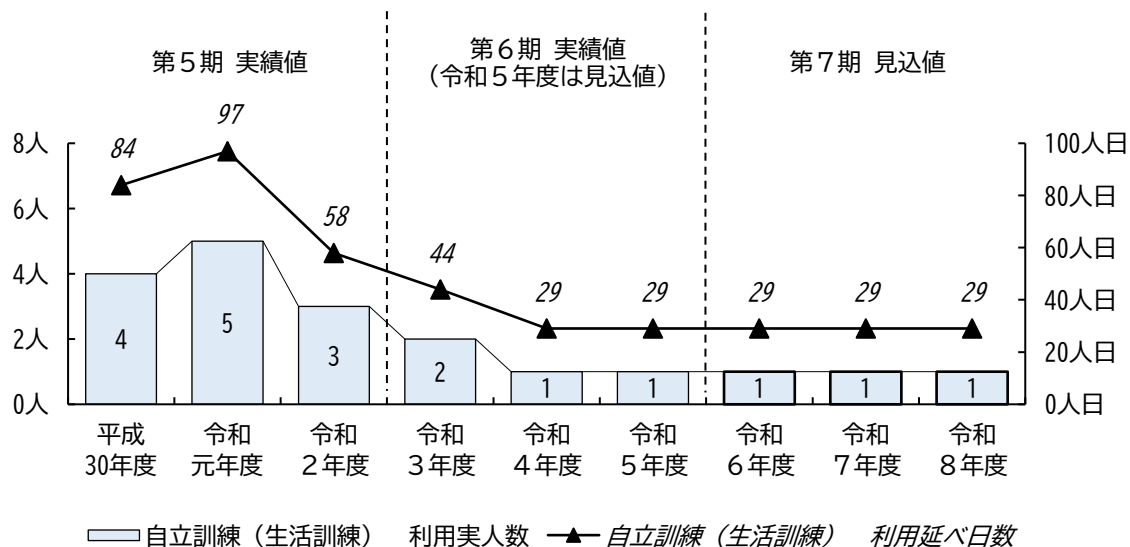 第５期 実績値
第６期 実績値
（令和５年度は見込値）
第７期 見込値
8人
6人
4人
2人
0人
100人日
80人日
60人日
40人日
20人日
0人日
84
97
58
44
29
29
29
29
29
4
5
3
2
1
1
1
1
1
平成
30年度
令和
元年度
令和
２年度
令和
３年度
令和
４年度
令和
５年度
令和
６年度
令和
７年度
令和
８年度
自立訓練（生活訓練）　利用実人数
自立訓練（生活訓練）　利用延べ日数